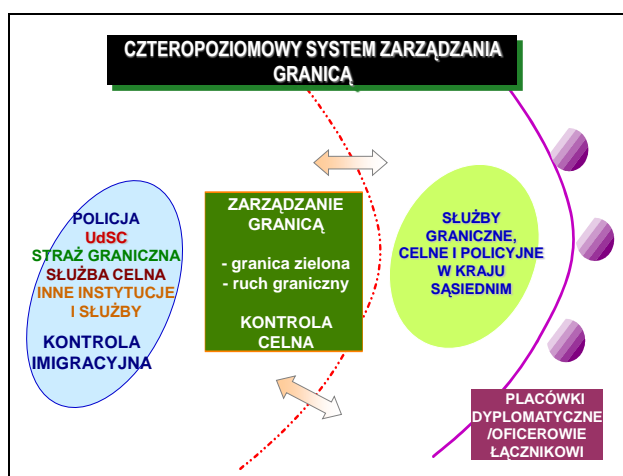 CZTEROPOZIOMOWY SYSTEM ZARZĄDZANIA
GRANICĄ
POLICJA
UdSC
STRAŻ GRANICZNA
SŁUŻBA CELNA
INNE INSTYTUCJE
I SŁUŻBY
KONTROLA
IMIGRACYJNA
ZARZĄDZANIE
GRANICĄ
- granica zielona
- ruch graniczny
KONTROLA
CELNA
SŁUŻBY
GRANICZNE,
CELNE I POLICYJNE
W KRAJU
SĄSIEDNIM
PLACÓWKI
DYPLOMATYCZNE
/OFICEROWIE
ŁĄCZNIKOWI